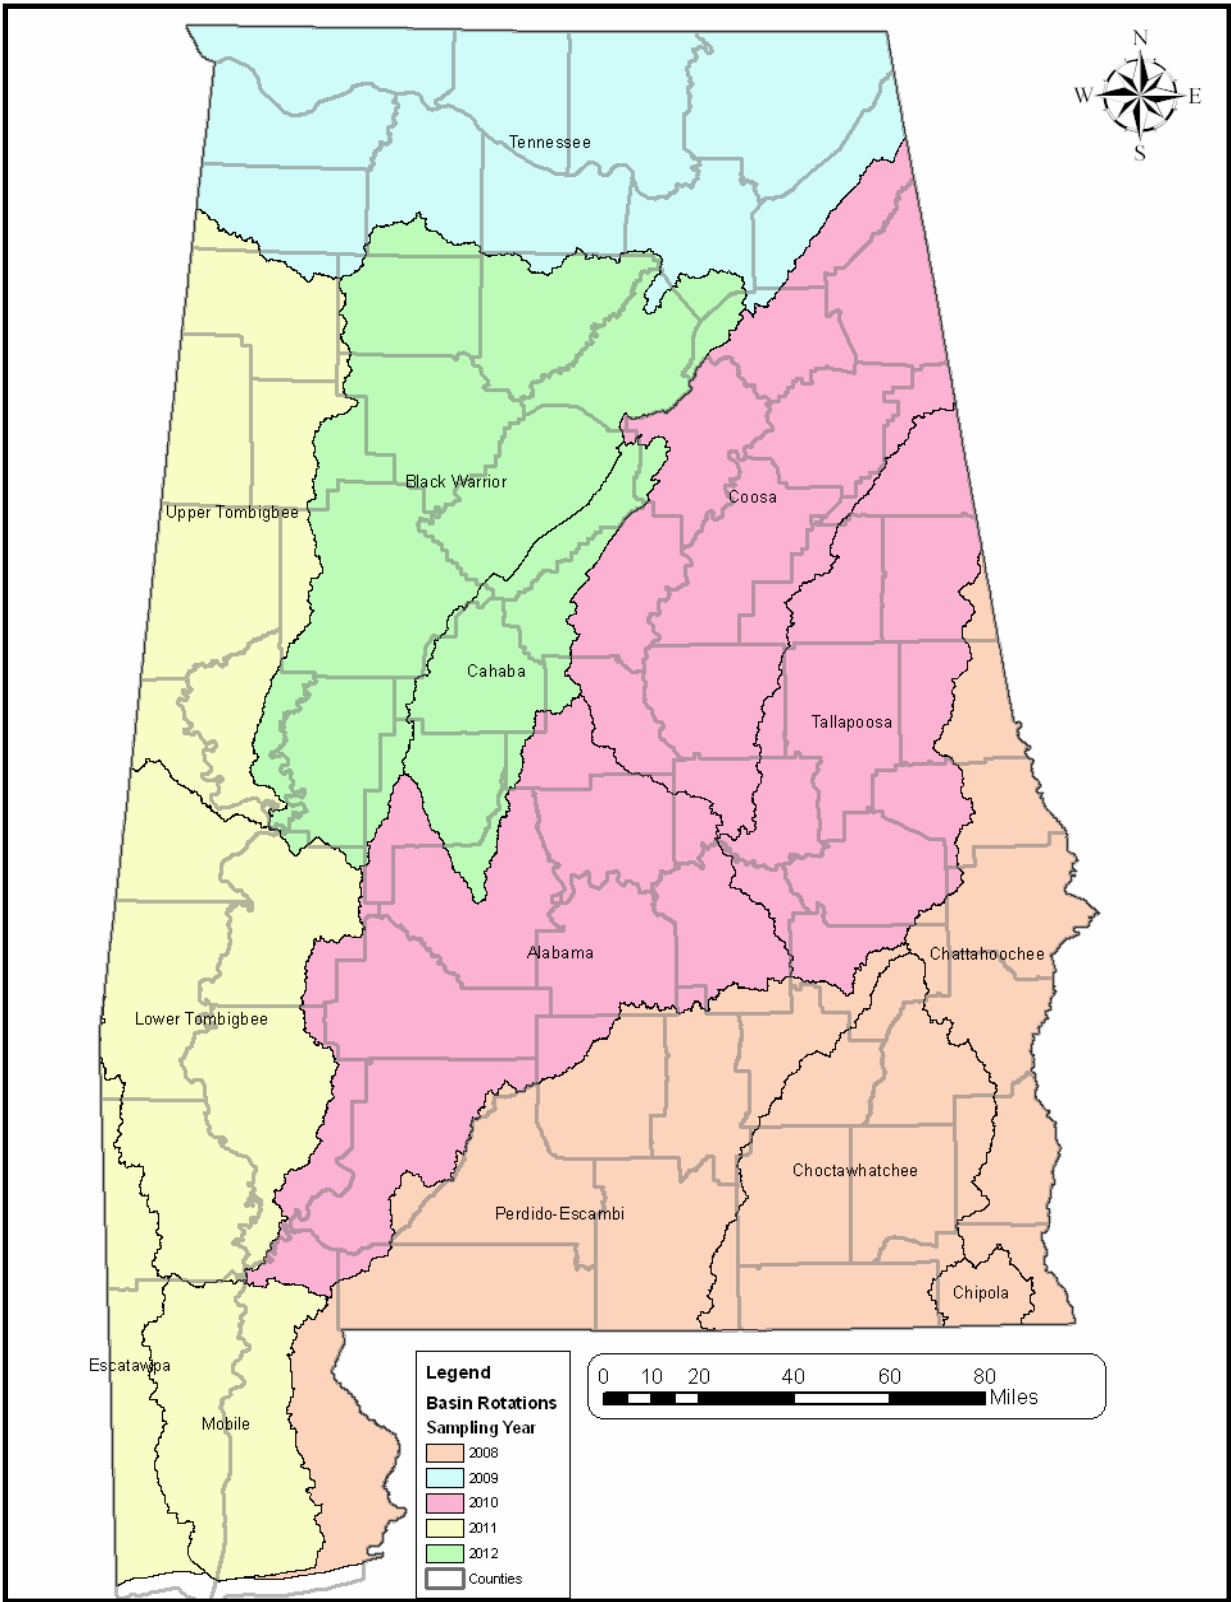 N
W E
S
Tennessee
Black Warrior
Coosa
Upper Tombigbee
Cahaba
Tallapoosa
Alabama
Chattahoochee
Lower Tombigbee
Choctawhatchee
Perdido-Escambi
Chipola
Escatawpa
Mobile
Legend
Basin Rotations
Sampling Year
2008
2009
2010
2011
2012
Counties
0 10 20 40 60 80
Miles